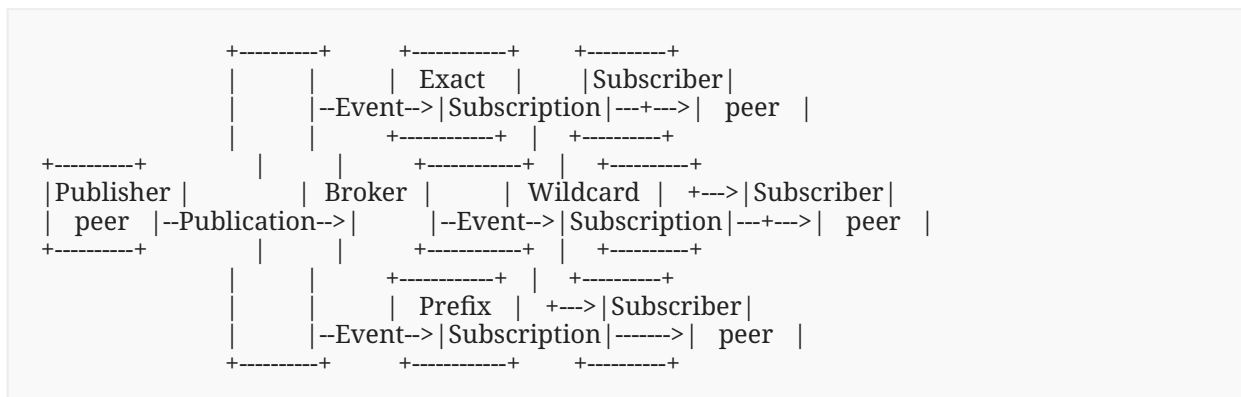 +----------+ +------------+ +----------+
| | | Exact | |Subscriber|
| |--Event-->|Subscription|---+--->| peer |
| | +------------+ | +----------+
+----------+ | | +------------+ | +----------+
|Publisher | | Broker | | Wildcard | +--->|Subscriber|
| peer |--Publication-->| |--Event-->|Subscription|---+--->| peer |
+----------+ | | +------------+ | +----------+
| | +------------+ | +----------+
| | | Prefix | +--->|Subscriber|
| |--Event-->|Subscription|------->| peer |
+----------+ +------------+ +----------+